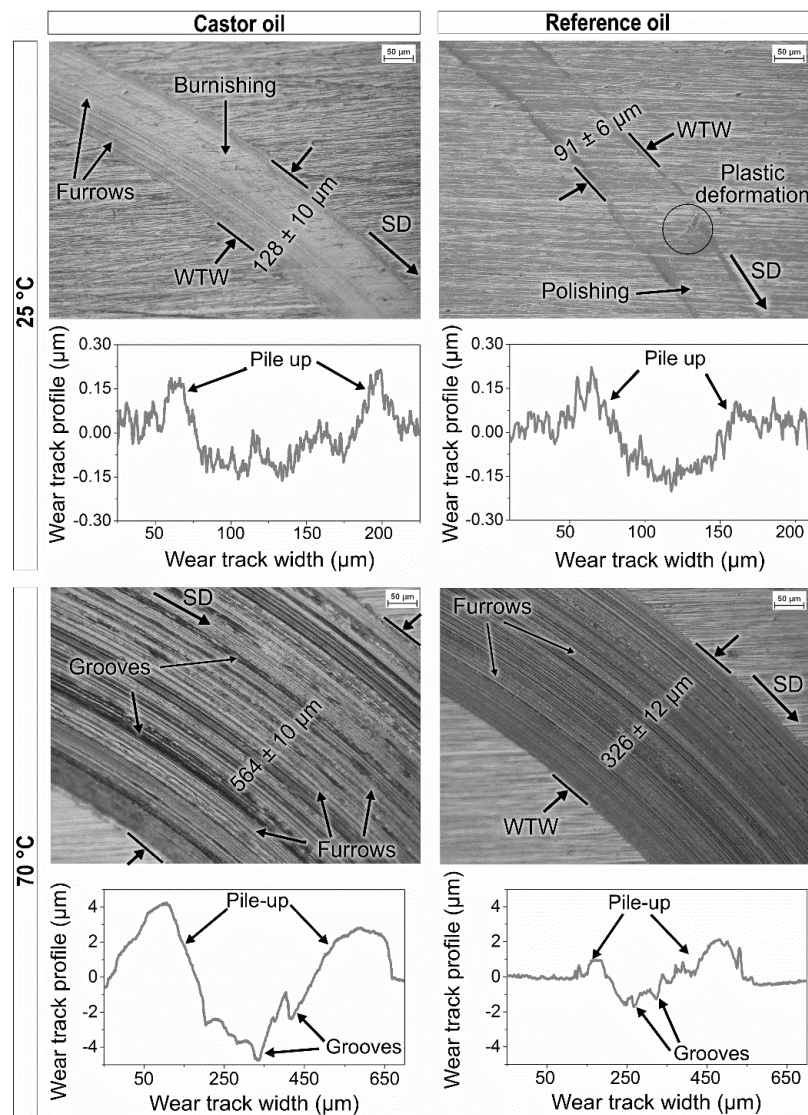 Castor oil
Reference oil
25 °C
50 µm
Burnishing
Furrows
128 ± 10 µm
WTW
SD
50 µm
91 ± 6 µm
WTW
Plastic
deformation
SD
Polishing
Wear track profile (µm)
0.30
0.15
0.00
-0.15
-0.30
Pile up
50
100
150
200
Wear track width (µm)
Wear track profile (µm)
0.30
0.15
0.00
-0.15
-0.30
Pile up
50
100
150
200
Wear track width (µm)
70 °C
50 µm
SD
Grooves
564 ± 10 µm
Furrows
50 µm
Furrows
SD
326 ± 12 µm
WTW
Wear track profile (µm)
4
2
0
-2
-4
Pile-up
Grooves
50
250
450
650
Wear track width (µm)
Wear track profile (µm)
4
2
0
-2
-4
Pile-up
Grooves
50
250
450
650
Wear track width (µm)